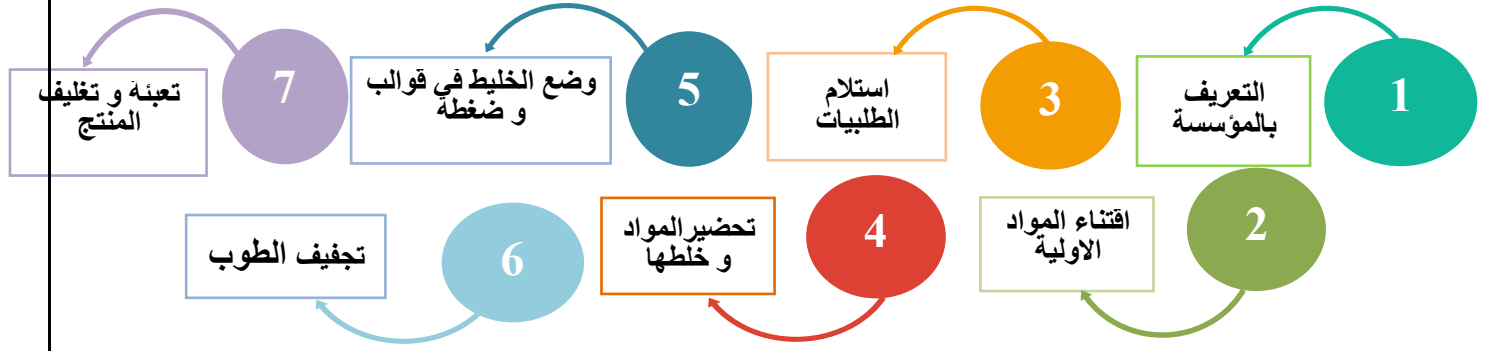 1
التعريف
بالمؤسسة
2
اقتناء المواد
الاولية
3
استلام
الطلبيات
4
تحضيرالمواد
و خلطها
5
وضع الخليط في قوالب
و ضغطه
6
تجفيف الطوب
7
تعبئة و تغليف
المنتج